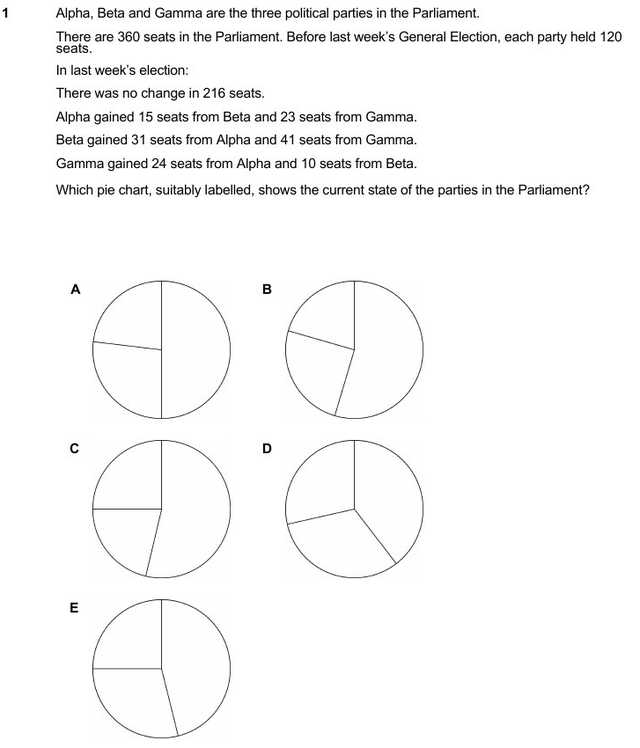 1 Alpha, Beta and Gamma are the three political parties in the Parliament.
There are 360 seats in the Parliament. Before last week's General Election, each party held 120
seats.
In last week's election:
There was no change in 216 seats.
Alpha gained 15 seats from Beta and 23 seats from Gamma.
Beta gained 31 seats from Alpha and 41 seats from Gamma.
Gamma gained 24 seats from Alpha and 10 seats from Beta.
Which pie chart, suitably labelled, shows the current state of the parties in the Parliament?
A B
C D
E